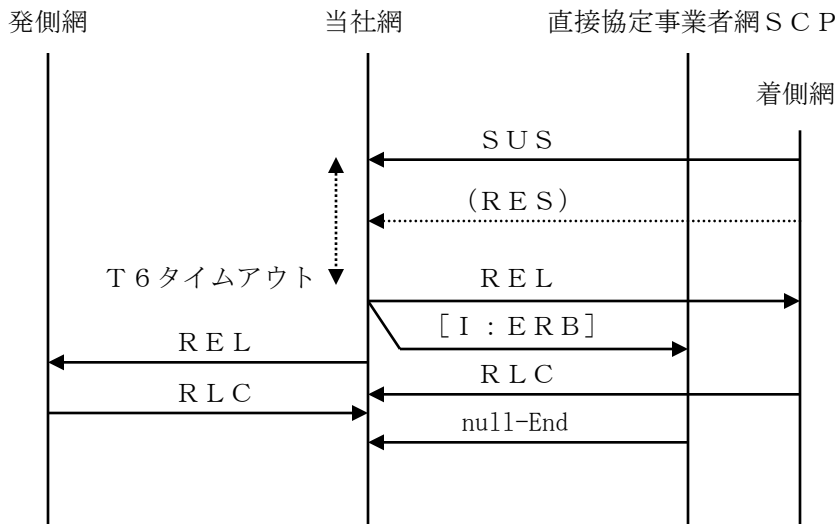 発側網
当社網
直接協定事業者網ＳＣＰ
着側網
ＳＵＳ
（ＲＥＳ）
Ｔ６タイムアウト
ＲＥＬ
［Ｉ：ＥＲＢ］
ＲＥＬ
ＲＬＣ
ＲＬＣ
null-End